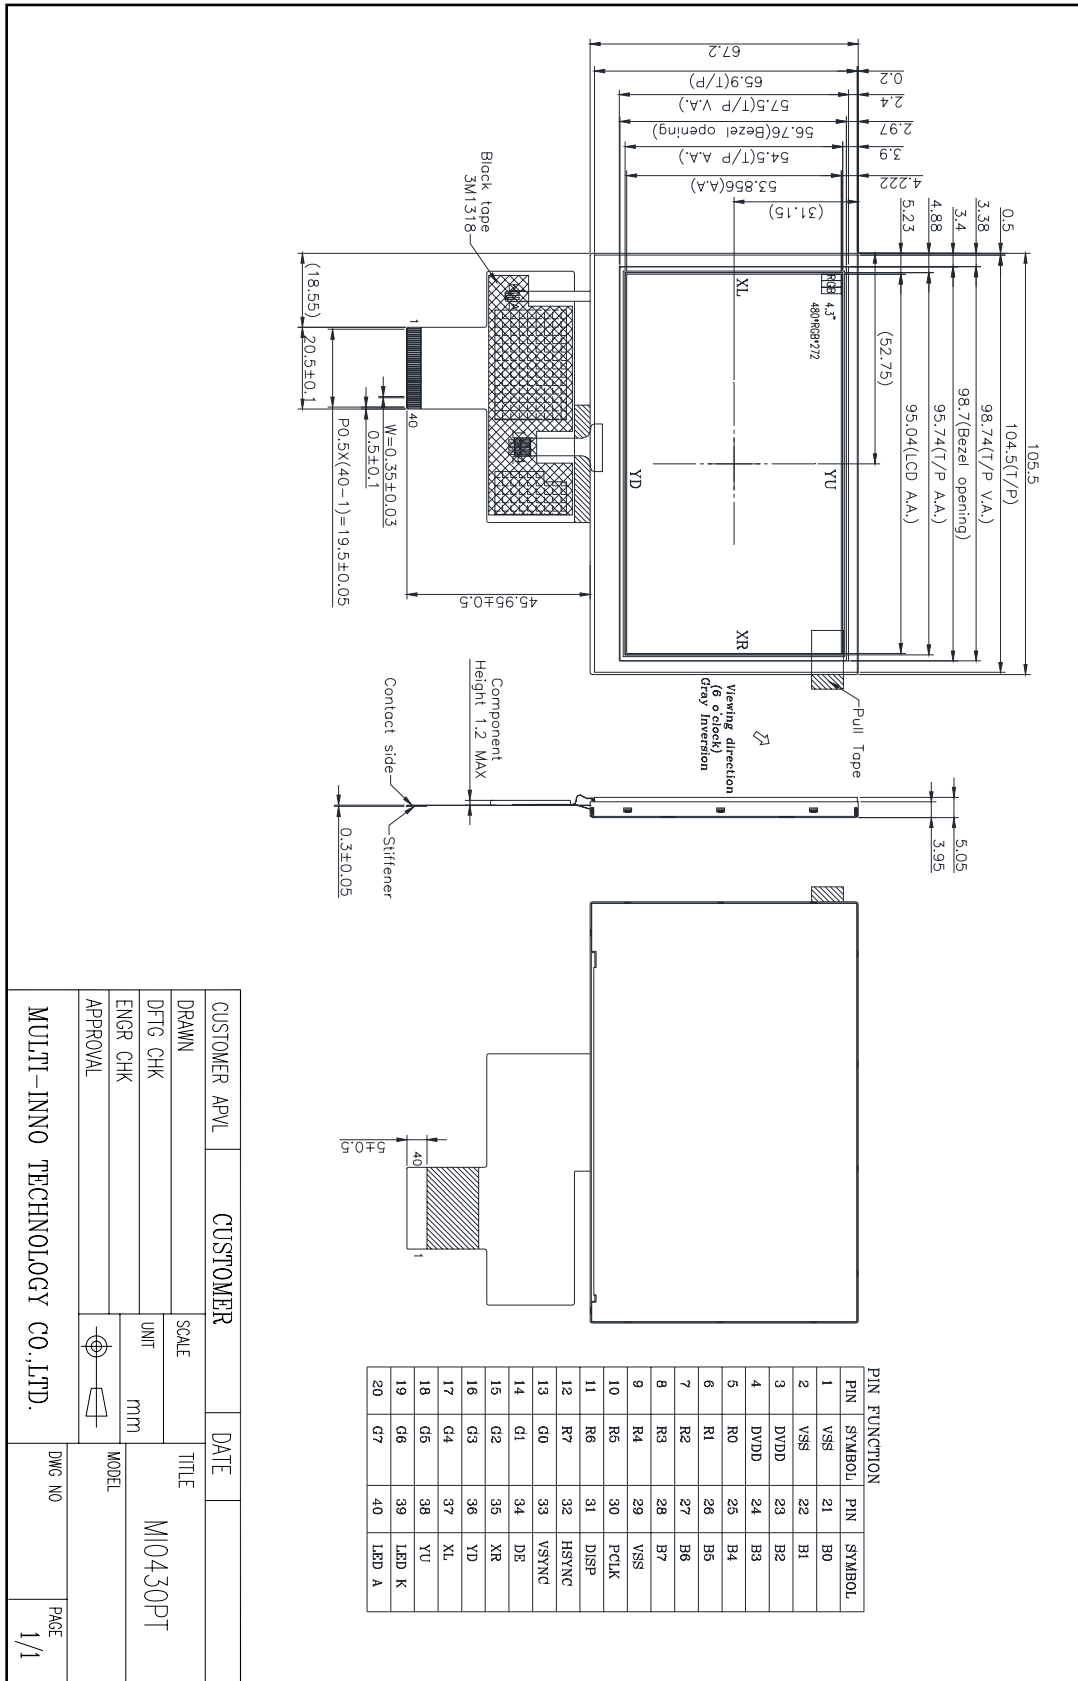 67.2
65.9(T/P)
57.5(T/P V.A.)
56.76(Bezel opening)
54.5(T/P A.A.)
53.856(A.A)
(31.15)
0.2
2.4
2.97
3.9
4.222
105.5
104.5(T/P)
98.74(T/P V.A.)
98.7(Bezel opening)
95.74(T/P A.A.)
95.04(LCD A.A.)
(52.75)
0.5
3.38
3.4
4.88
5.23
RGB 4.3"
480*RGB*272
XL
YU
YD
XR
Black tape
3M1318
(18.55)
20.5±0.1
1
40
W=0.35±0.03
0.5±0.1
P0.5X(40-1)=19.5±0.05
45.95±0.5
Pull Tape
Viewing direction
(6 o'clock)
Gray Inversion
Component
Height 1.2 MAX
Contact side
Stiffener
0.3±0.05
5.05
3.95
5±0.5
40
1
PIN FUNCTION
PIN SYMBOL PIN SYMBOL
1 VSS 21 B0
2 VSS 22 B1
3 DVDD 23 B2
4 DVDD 24 B3
5 R0 25 B4
6 R1 26 B5
7 R2 27 B6
8 R3 28 B7
9 R4 29 VSS
10 R5 30 PCLK
11 R6 31 DISP
12 R7 32 HSYNC
13 G0 33 VSYNC
14 G1 34 DE
15 G2 35 XR
16 G3 36 YD
17 G4 37 XL
18 G5 38 YU
19 G6 39 LED K
20 G7 40 LED A
CUSTOMER APVL CUSTOMER DATE
DRAWN
DFTG CHK
ENGR CHK
APPROVAL
SCALE
UNIT mm
TITLE MI0430PT
MODEL
MULTI-INNO TECHNOLOGY CO.,LTD.
DWG NO
PAGE 1/1